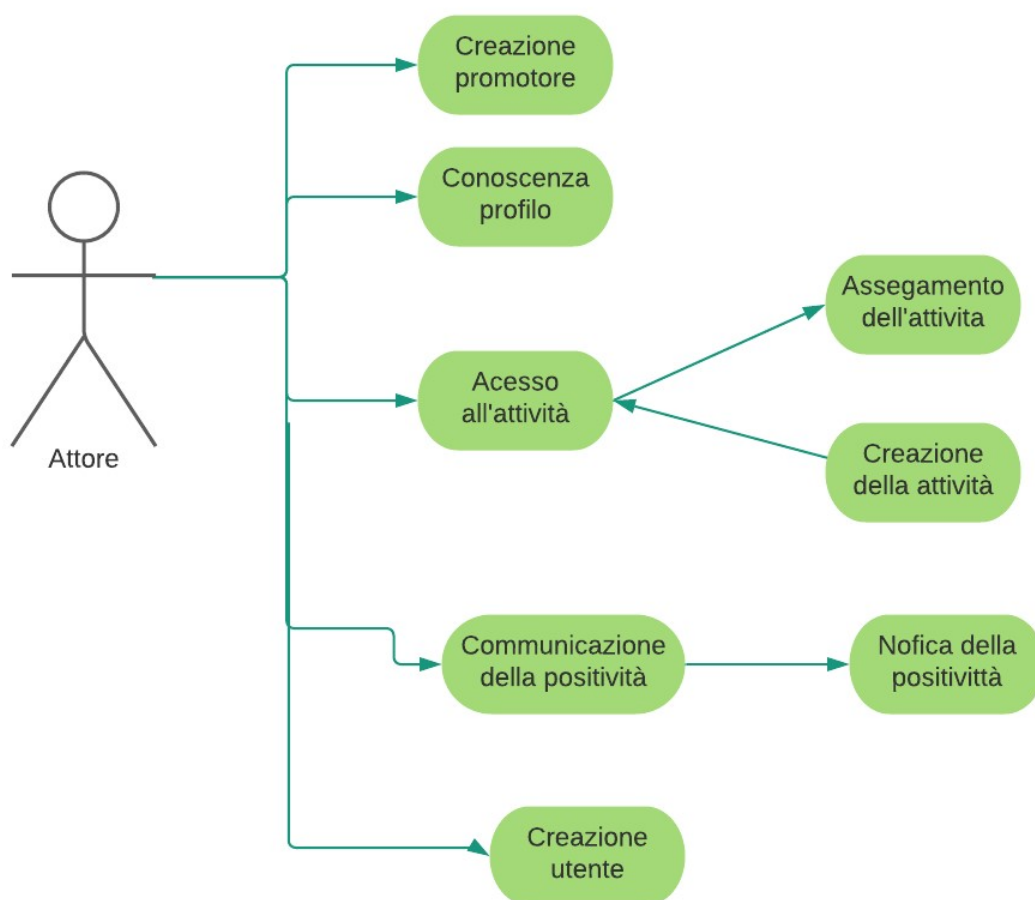 Creazione
promotore
Conoscenza
profilo
Assegamento
dell'attivita
Acesso
all'attività
Creazione
della attività
Attore
Communicazione
della positività
Nofica della
positivittà
Creazione
utente